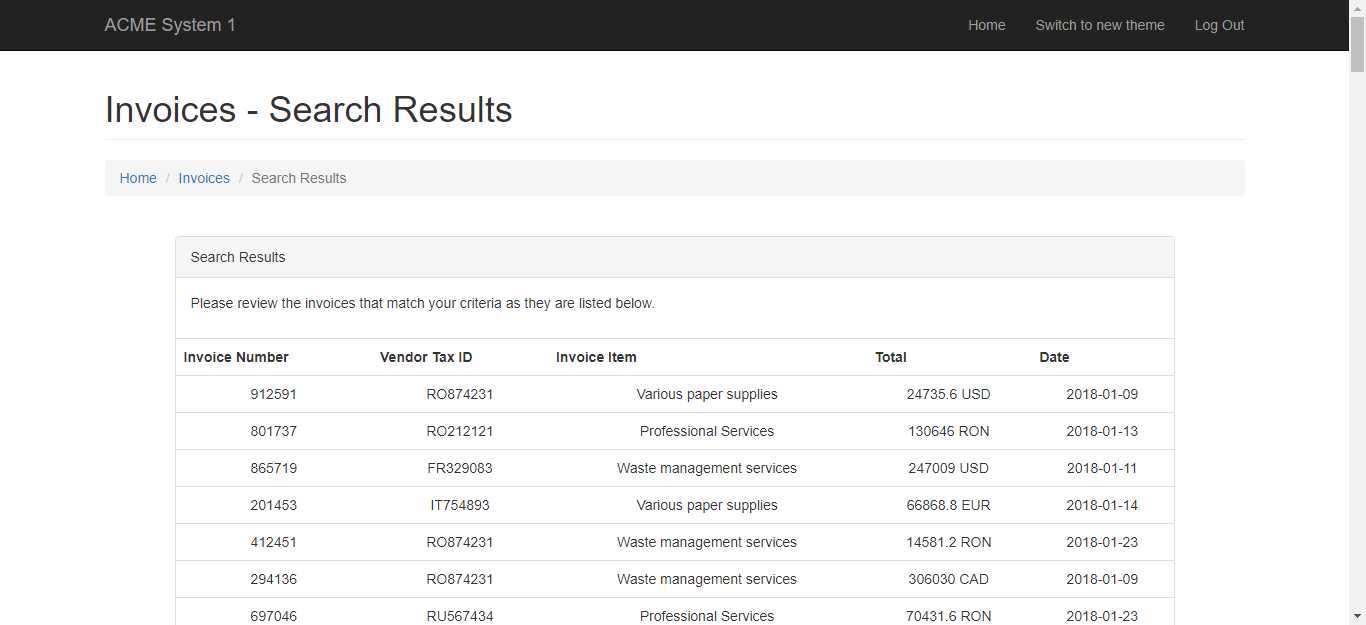 ACME System 1 Home Switch to new theme Log Out
Invoices - Search Results
Home / Invoices / Search Results
Search Results
Please review the invoices that match your criteria as they are listed below.
Invoice Number Vendor Tax ID Invoice Item Total Date
912591 RO874231 Various paper supplies 24735.6 USD 2018-01-09
801737 RO212121 Professional Services 130646 RON 2018-01-13
865719 FR329083 Waste management services 247009 USD 2018-01-11
201453 IT754893 Various paper supplies 66868.8 EUR 2018-01-14
412451 RO874231 Waste management services 14581.2 RON 2018-01-23
294136 RO874231 Waste management services 306030 CAD 2018-01-09
697046 RU567434 Professional Services 70431.6 RON 2018-01-23